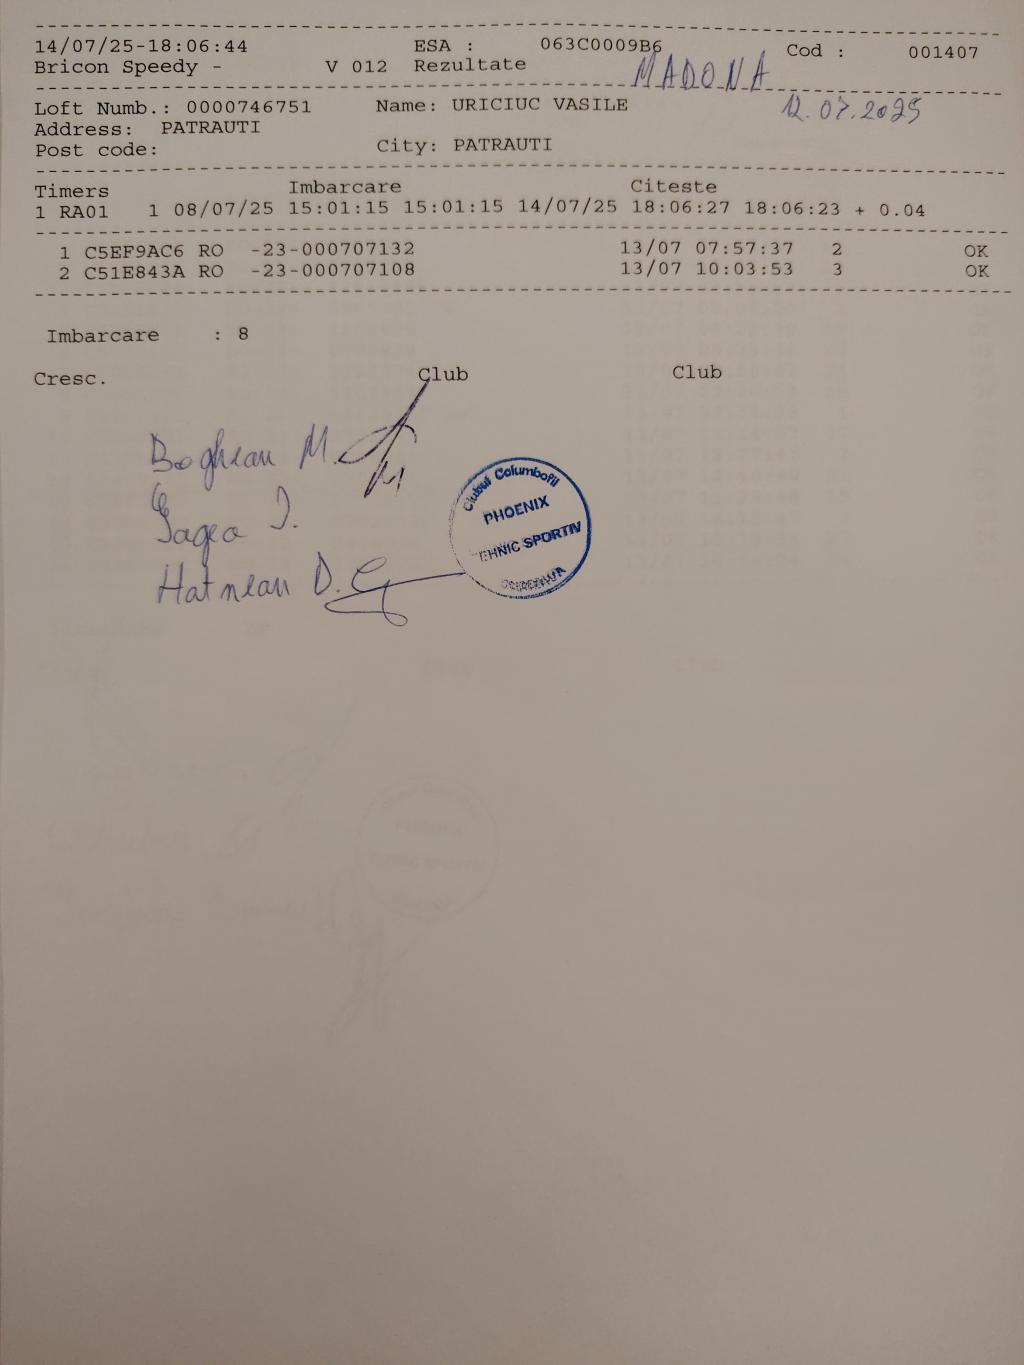 14/07/25-18:06:44 ESA : 063C0009B6 Cod : 001407
Bricon Speedy - V 012 Rezultate MADONA
Loft Numb.: 0000746751 Name: URICIUC VASILE 12.07.2025
Address: PATRAUTI
Post code: City: PATRAUTI
Timers Imbarcare Citeste
1 RA01 1 08/07/25 15:01:15 15:01:15 14/07/25 18:06:27 18:06:23 + 0.04
1 C5EF9AC6 RO -23-000707132 13/07 07:57:37 2 OK
2 C51E843A RO -23-000707108 13/07 10:03:53 3 OK
Imbarcare : 8
Cresc. Club Club
Boghean M.
I.
Hatnean D.
Clubul Columbofil
PHOENIX
TEHNIC SPORTIV